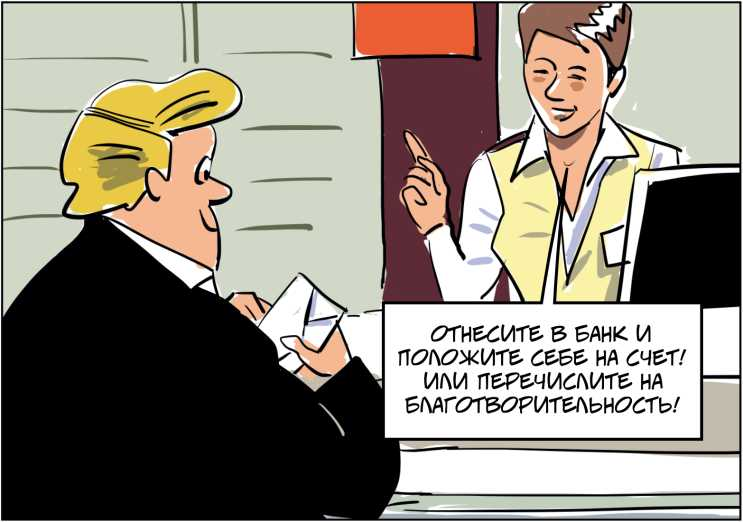 ОТНЕСИТЕ В БАНК И
ПОЛОЖИТЕ СЕБЕ НА СЧЕТ!
ИЛИ ПЕРЕЧИСЛИТЕ НА
БЛАГОТВОРИТЕЛЬНОСТЬ!